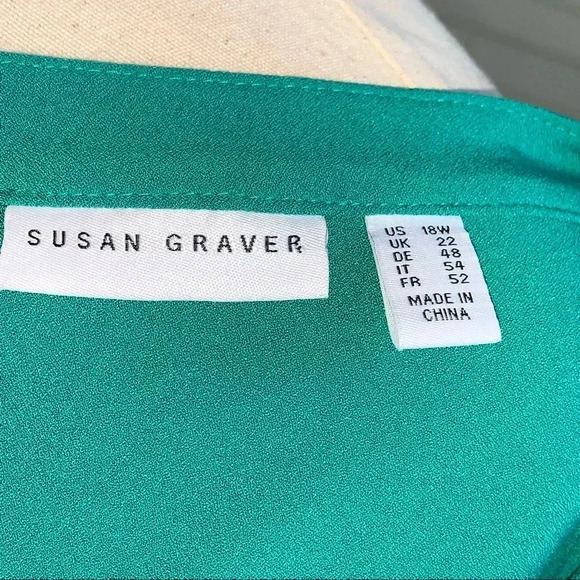 SUSAN GRAVER
US 18W
UK 22
DE 48
IT 54
FR 52
MADE IN
CHINA